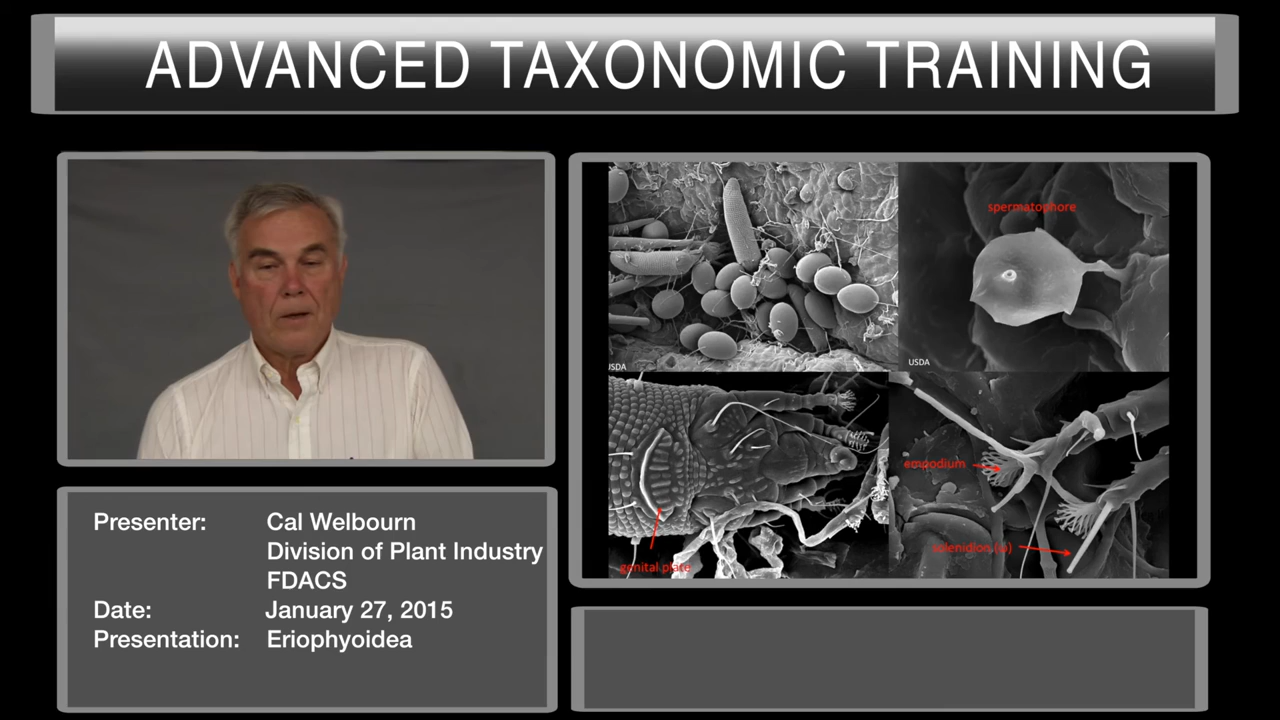 ADVANCED TAXONOMIC TRAINING
spermatophore
USDA
USDA
empodium
solenidion (ω)
genital plate
Presenter: Cal Welbourn
Division of Plant Industry
FDACS
Date: January 27, 2015
Presentation: Eriophyoidea